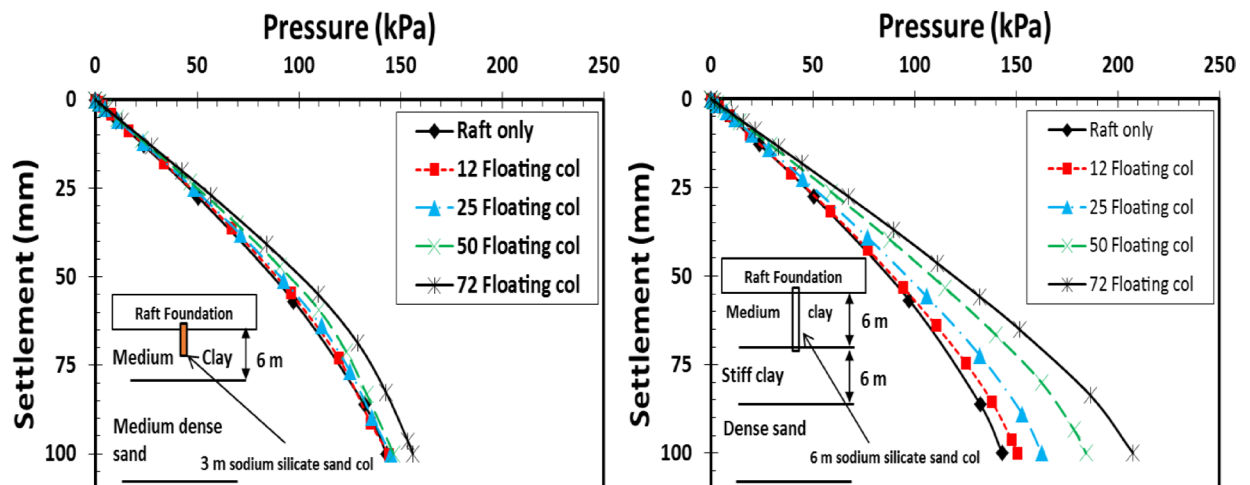 Pressure (kPa)
0 50 100 150 200 250
0
25
50
75
100
Settlement (mm)
Raft only
12 Floating col
25 Floating col
50 Floating col
72 Floating col
Raft Foundation
Medium Clay
6 m
Medium dense
sand
3 m sodium silicate sand col
Pressure (kPa)
0 50 100 150 200 250
0
25
50
75
100
Settlement (mm)
Raft only
12 Floating col
25 Floating col
50 Floating col
72 Floating col
Raft Foundation
Medium clay
6 m
Stiff clay
6 m
Dense sand
6 m sodium silicate sand col